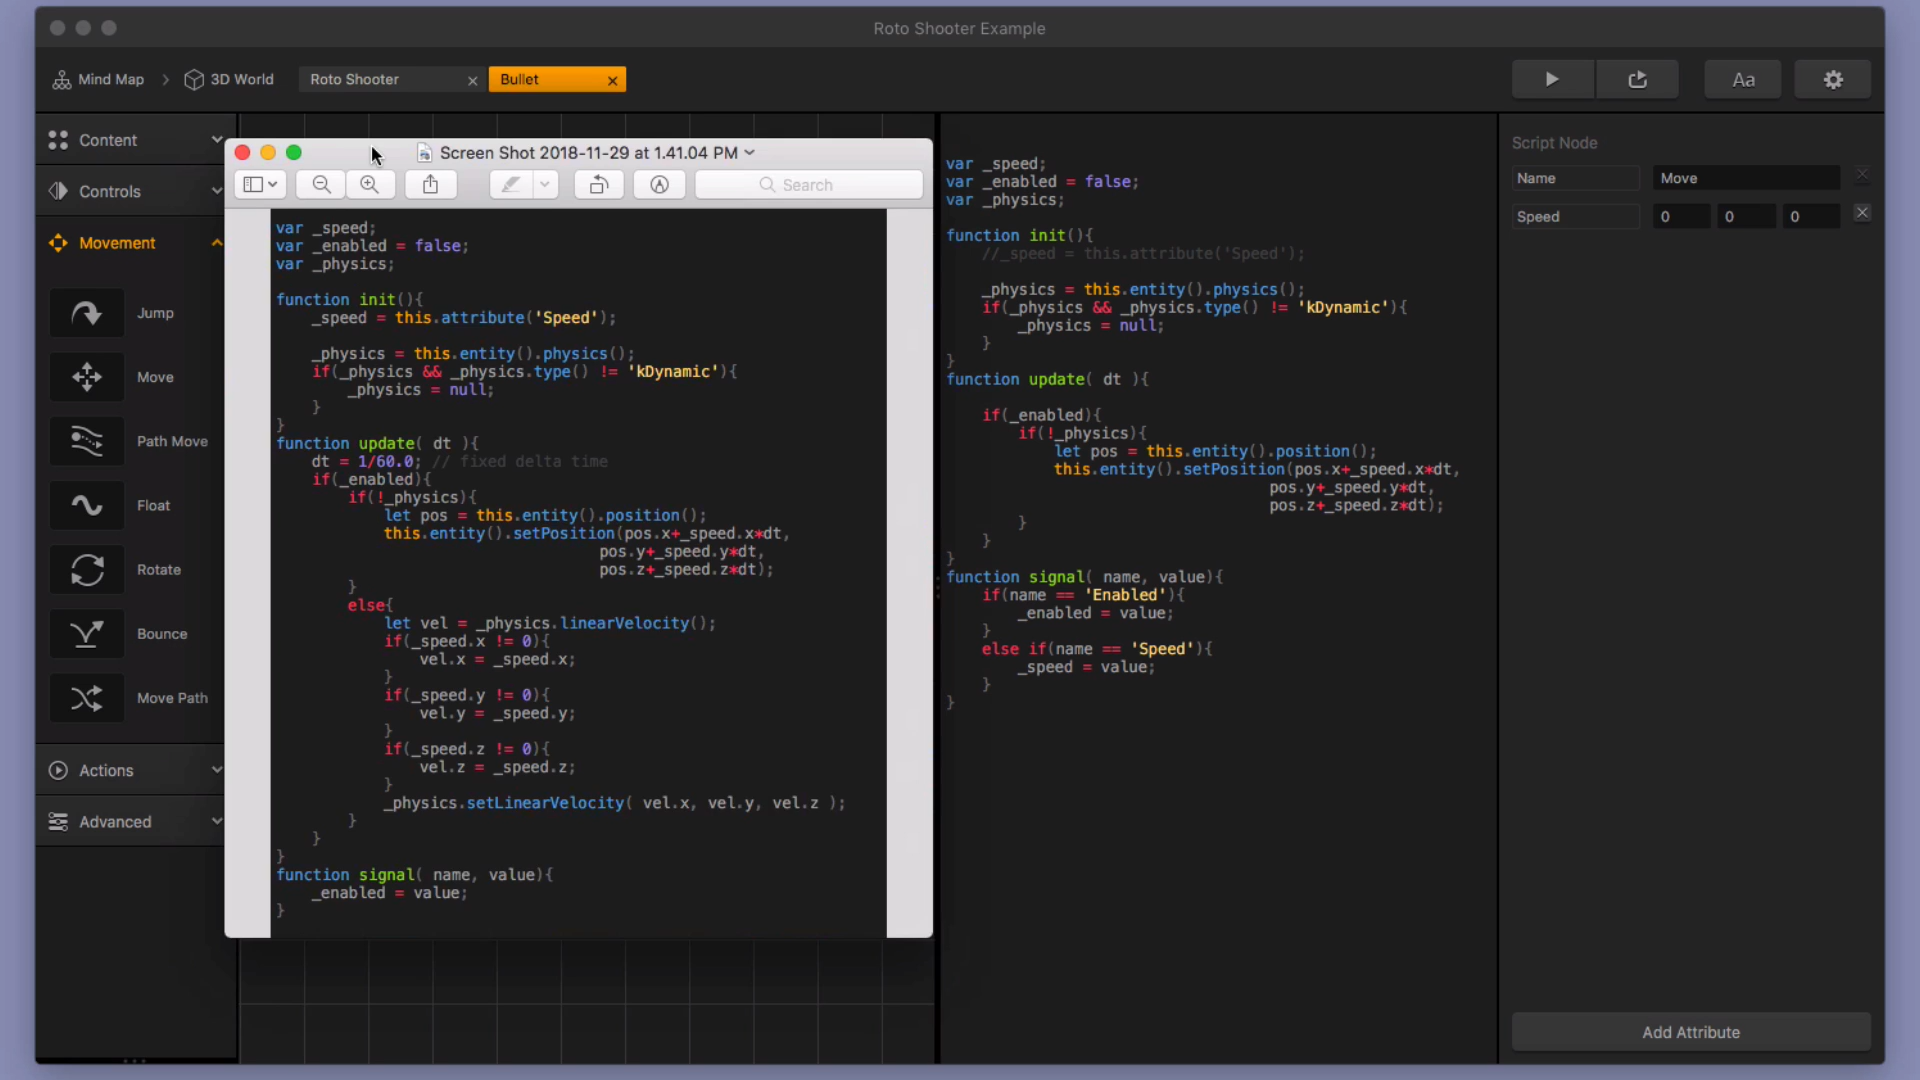 Roto Shooter Example
Mind Map
3D World
Roto Shooter
Bullet
Aa
Content
Controls
Movement
Jump
Move
Path Move
Float
Rotate
Bounce
Move Path
Actions
Advanced
Screen Shot 2018-11-29 at 1.41.04 PM
Search
var _speed;
var _enabled = false;
var _physics;
function init(){
_speed = this.attribute('Speed');
_physics = this.entity().physics();
if(_physics && _physics.type() != 'kDynamic'){
_physics = null;
}
}
function update( dt ){
dt = 1/60.0; // fixed delta time
if(_enabled){
if(!_physics){
let pos = this.entity().position();
this.entity().setPosition(pos.x+_speed.x*dt,
pos.y+_speed.y*dt,
pos.z+_speed.z*dt);
}
else{
let vel = _physics.linearVelocity();
if(_speed.x != 0){
vel.x = _speed.x;
}
if(_speed.y != 0){
vel.y = _speed.y;
}
if(_speed.z != 0){
vel.z = _speed.z;
}
_physics.setLinearVelocity( vel.x, vel.y, vel.z );
}
}
}
function signal( name, value){
_enabled = value;
}
var _speed;
var _enabled = false;
var _physics;
function init(){
//_speed = this.attribute('Speed');
_physics = this.entity().physics();
if(_physics && _physics.type() != 'kDynamic'){
_physics = null;
}
}
function update( dt ){
if(_enabled){
if(!_physics){
let pos = this.entity().position();
this.entity().setPosition(pos.x+_speed.x*dt,
pos.y+_speed.y*dt,
pos.z+_speed.z*dt);
}
}
}
function signal( name, value){
if(name == 'Enabled'){
_enabled = value;
}
else if(name == 'Speed'){
_speed = value;
}
}
Script Node
Name Move
Speed 0 0 0
Add Attribute